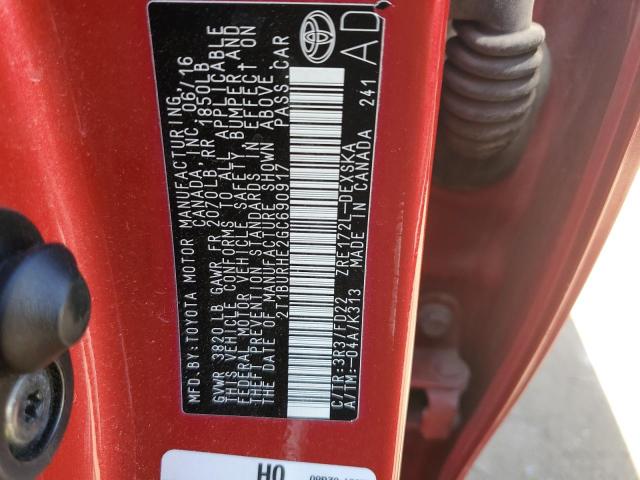 MFD. BY: TOYOTA MOTOR MANUFACTURING
CANADA, INC. 06/16
GVWR 3820LB GAWR FR 2070LB RR 1850LB
THIS VEHICLE CONFORMS TO ALL APPLICABLE
FEDERAL MOTOR VEHICLE SAFETY, BUMPER, AND
THEFT PREVENTION STANDARDS IN EFFECT ON
THE DATE OF MANUFACTURE SHOWN ABOVE.
2T1BURHE2GC690917 PASS.CAR
C/TR:3R3/FD22 ZRE172L-DEXSKA
A/TM:-04A/K313 MADE IN CANADA 241
AD
HO